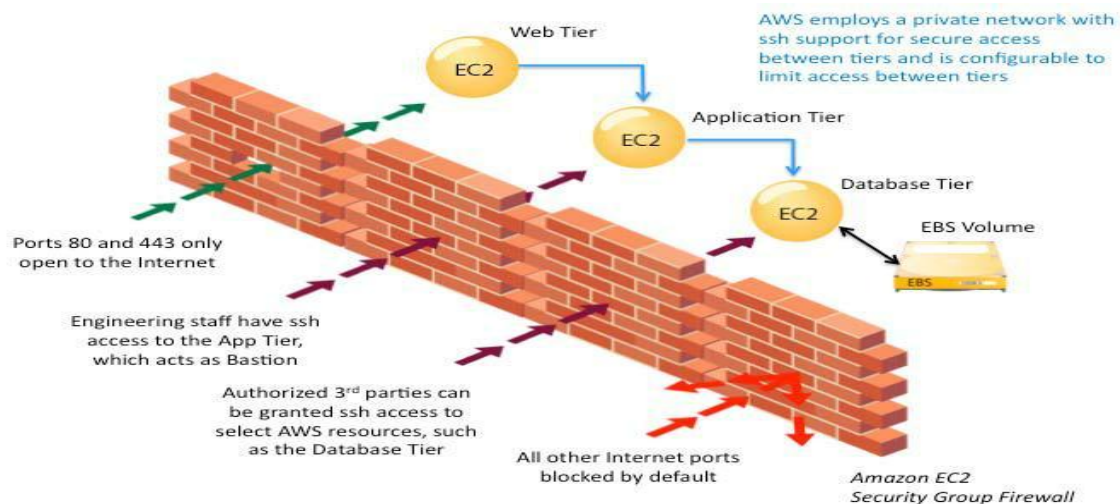 Web Tier
EC2
AWS employs a private network with
ssh support for secure access
between tiers and is configurable to
limit access between tiers
Application Tier
EC2
Database Tier
EC2
EBS Volume
EBS
Ports 80 and 443 only
open to the Internet
Engineering staff have ssh
access to the App Tier,
which acts as Bastion
Authorized 3rd parties can
be granted ssh access to
select AWS resources, such
as the Database Tier
All other Internet ports
blocked by default
Amazon EC2
Security Group Firewall